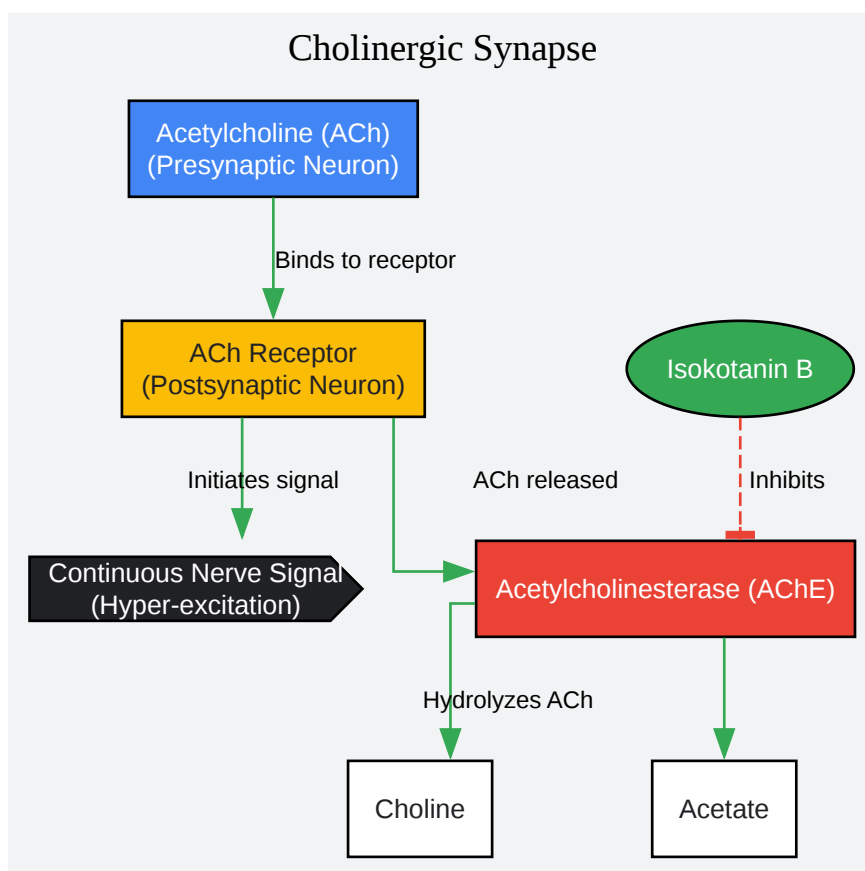 Cholinergic Synapse
Acetylcholine (ACh)
(Presynaptic Neuron)
Binds to receptor
ACh Receptor
(Postsynaptic Neuron)
Isokotanin B
Initiates signal
ACh released
Inhibits
Continuous Nerve Signal
(Hyper-excitation)
Acetylcholinesterase (AChE)
Hydrolyzes ACh
Choline
Acetate